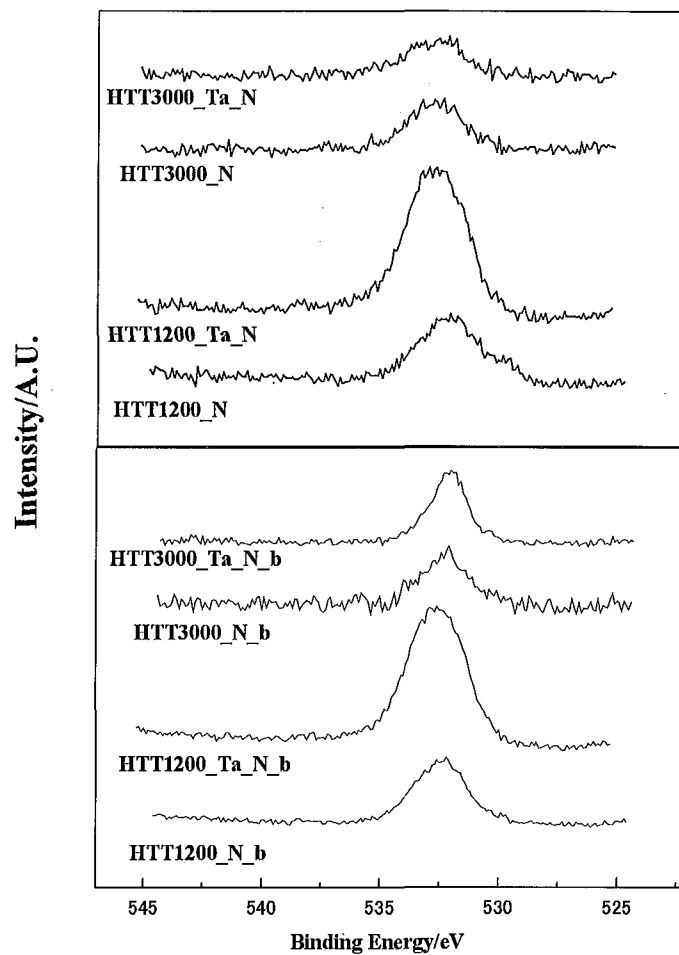 HTT3000_Ta_N
HTT3000_N
HTT1200_Ta_N
HTT1200_N
Intensity/A.U.
HTT3000_Ta_N_b
HTT3000_N_b
HTT1200_Ta_N_b
HTT1200_N_b
545 540 535 530 525
Binding Energy/eV